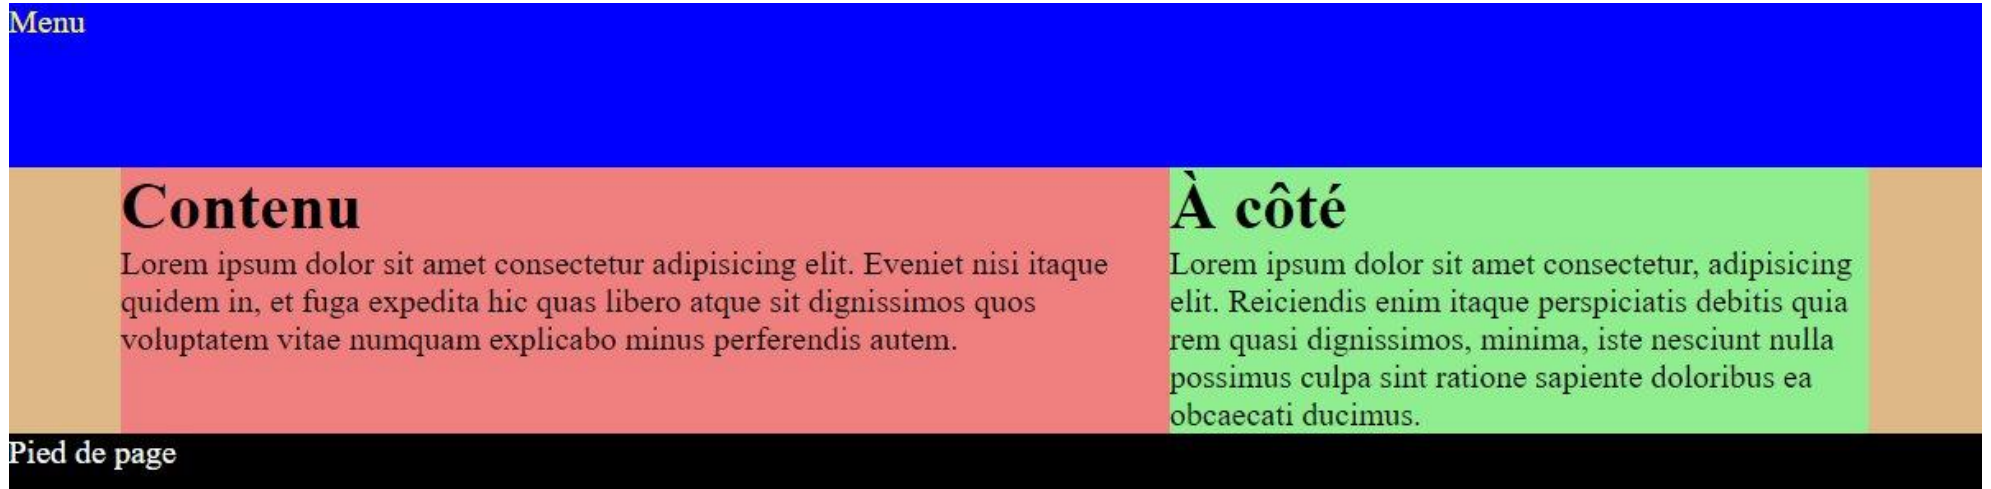 Menu
Contenu
Lorem ipsum dolor sit amet consectetur adipisicing elit. Eveniet nisi itaque
quidem in, et fuga expedita hic quas libero atque sit dignissimos quos
voluptatem vitae numquam explicabo minus perferendis autem.
À côté
Lorem ipsum dolor sit amet consectetur, adipisicing
elit. Reiciendis enim itaque perspiciatis debitis quia
rem quasi dignissimos, minima, iste nesciunt nulla
possimus culpa sint ratione sapiente doloribus ea
obcaecati ducimus.
Pied de page